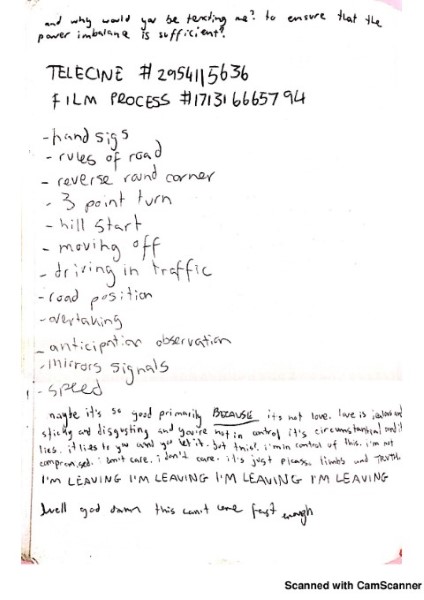 and why would you be testing me? to ensure that the
power imbalance is sufficient?
TELECINE # 2954115636
FILM PROCESS #1713166665794
-hand sigs
- rules of road
- reverse round corner
- 3 point turn
- hill start
- moving off
- driving in traffic
-road position
-overtaking
- anticipation observation
-mirrors signals
- speed
maybe it's so good primarily BECAUSE its not love. love is jealous and
sticky and disgusting and you're not in control it's circumstantial and it
lies. it lies to you and you let it. but this?. i'm in control of this. i'm not
compromised. i don't care. i don't care. it's just please limbs and TRUTH.
I'M LEAVING I'M LEAVING I'M LEAVING I'M LEAVING
well god damn this can't come fast enough
Scanned with CamScanner